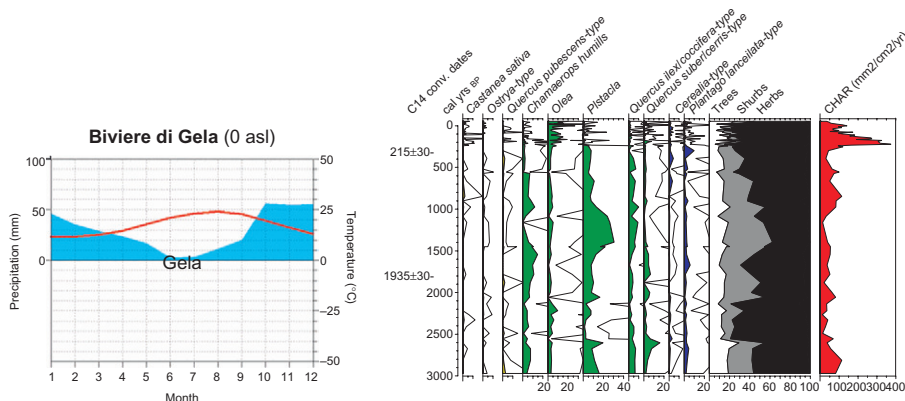 Biviere di Gela (0 asl)
100
50
0
Precipitation (mm)
50
25
0
−25
−50
Temperature (°C)
Gela
1 2 3 4 5 6 7 8 9 10 11 12
Month
C14 conv. dates
cal yrs BP
Castanea sativa
Ostrya-type
Quercus pubescens-type
Chamaerops humills
Olea
PIstacIa
Quercus ilex/coccifera-type
Quercus suber/cerris-type
Cerealia-type
Plantago lanceilata-type
Trees
Shurbs
Herbs
CHAR (mm2/cm2/yr)
215±30-
1935±30-
0
500
1000
1500
2000
2500
3000
20 20 20 40 20 20 20 40 60 80 100 100 200 300 400